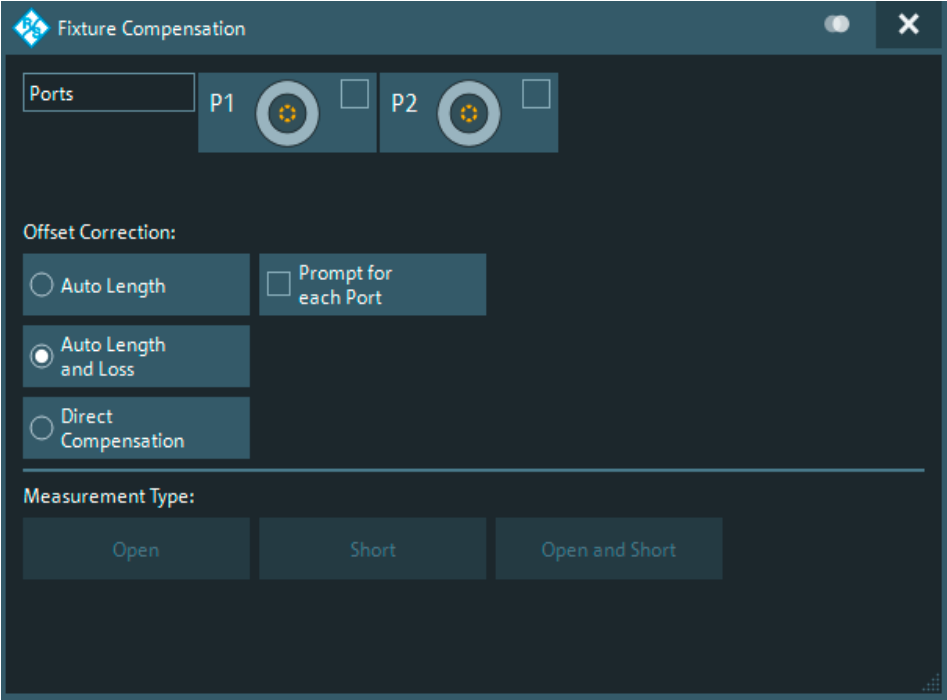 R&S Fixture Compensation
Ports
P1
P2
Offset Correction:
Auto Length
Prompt for
each Port
Auto Length
and Loss
Direct
Compensation
Measurement Type:
Open
Short
Open and Short